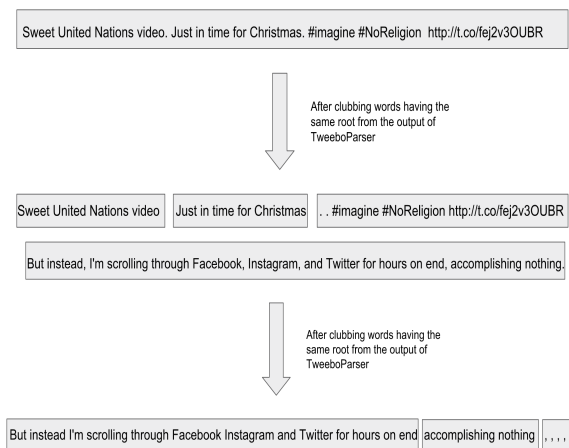 Sweet United Nations video. Just in time for Christmas. #imagine #NoReligion http://t.co/fej2v3OUBR
After clubbing words having the
same root from the output of
TweeboParser
Sweet United Nations video Just in time for Christmas . . #imagine #NoReligion http://t.co/fej2v3OUBR
But instead, I'm scrolling through Facebook, Instagram, and Twitter for hours on end, accomplishing nothing.
After clubbing words having the
same root from the output of
TweeboParser
But instead I'm scrolling through Facebook Instagram and Twitter for hours on end accomplishing nothing , , , ,